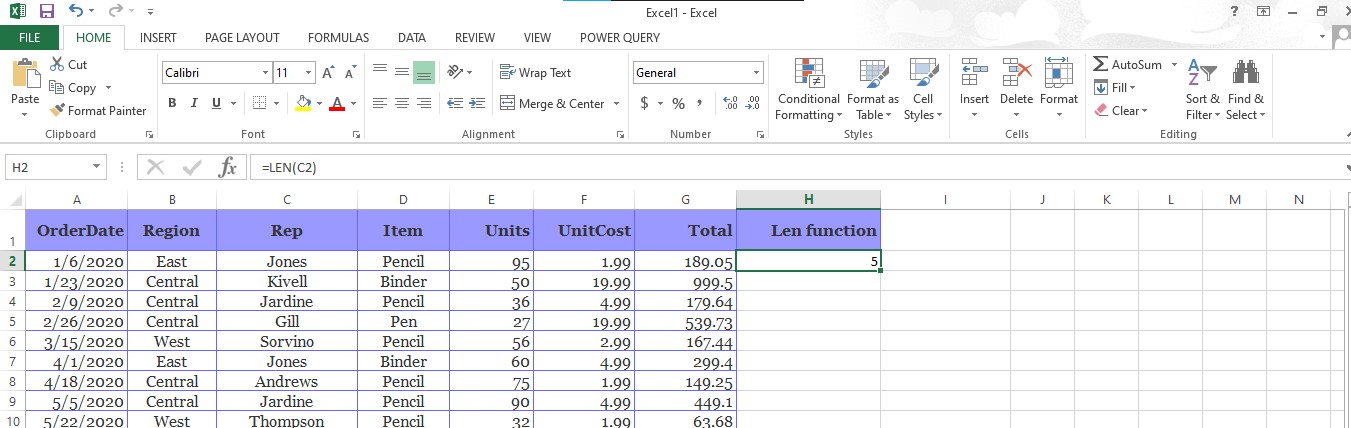 Excel1 - Excel
?
FILE HOME INSERT PAGE LAYOUT FORMULAS DATA REVIEW VIEW POWER QUERY
Paste
Cut
Copy
Format Painter
Clipboard
Calibri 11 A A
B I U A
Font
Wrap Text
Merge & Center
Alignment
General
$ % , .0 .00 .00 .0
Number
Conditional Formatting
Format as Table
Cell Styles
Styles
Insert Delete Format
Cells
AutoSum
Fill
Clear
Sort & Filter
Find & Select
Editing
H2 fx =LEN(C2)
A B C D E F G H I J K L M N
1 OrderDate Region Rep Item Units UnitCost Total Len function
2 1/6/2020 East Jones Pencil 95 1.99 189.05 5
3 1/23/2020 Central Kivell Binder 50 19.99 999.5
4 2/9/2020 Central Jardine Pencil 36 4.99 179.64
5 2/26/2020 Central Gill Pen 27 19.99 539.73
6 3/15/2020 West Sorvino Pencil 56 2.99 167.44
7 4/1/2020 East Jones Binder 60 4.99 299.4
8 4/18/2020 Central Andrews Pencil 75 1.99 149.25
9 5/5/2020 Central Jardine Pencil 90 4.99 449.1
10 5/22/2020 West Thompson Pencil 32 1.99 63.68